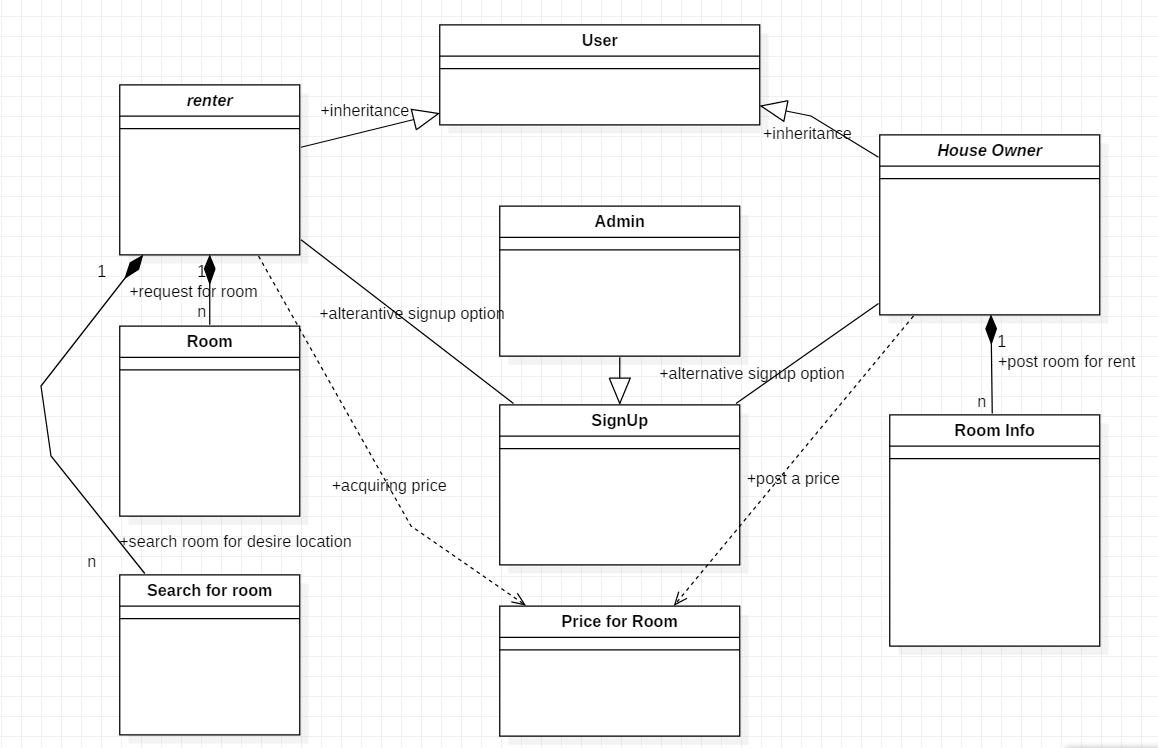 User
renter
+inheritance
+inheritance
House Owner
Admin
1
1
+request for room
n
+alterantive signup option
Room
1
+post room for rent
+alternative signup option
n
SignUp
Room Info
+acquiring price
+post a price
+search room for desire location
n
Search for room
Price for Room